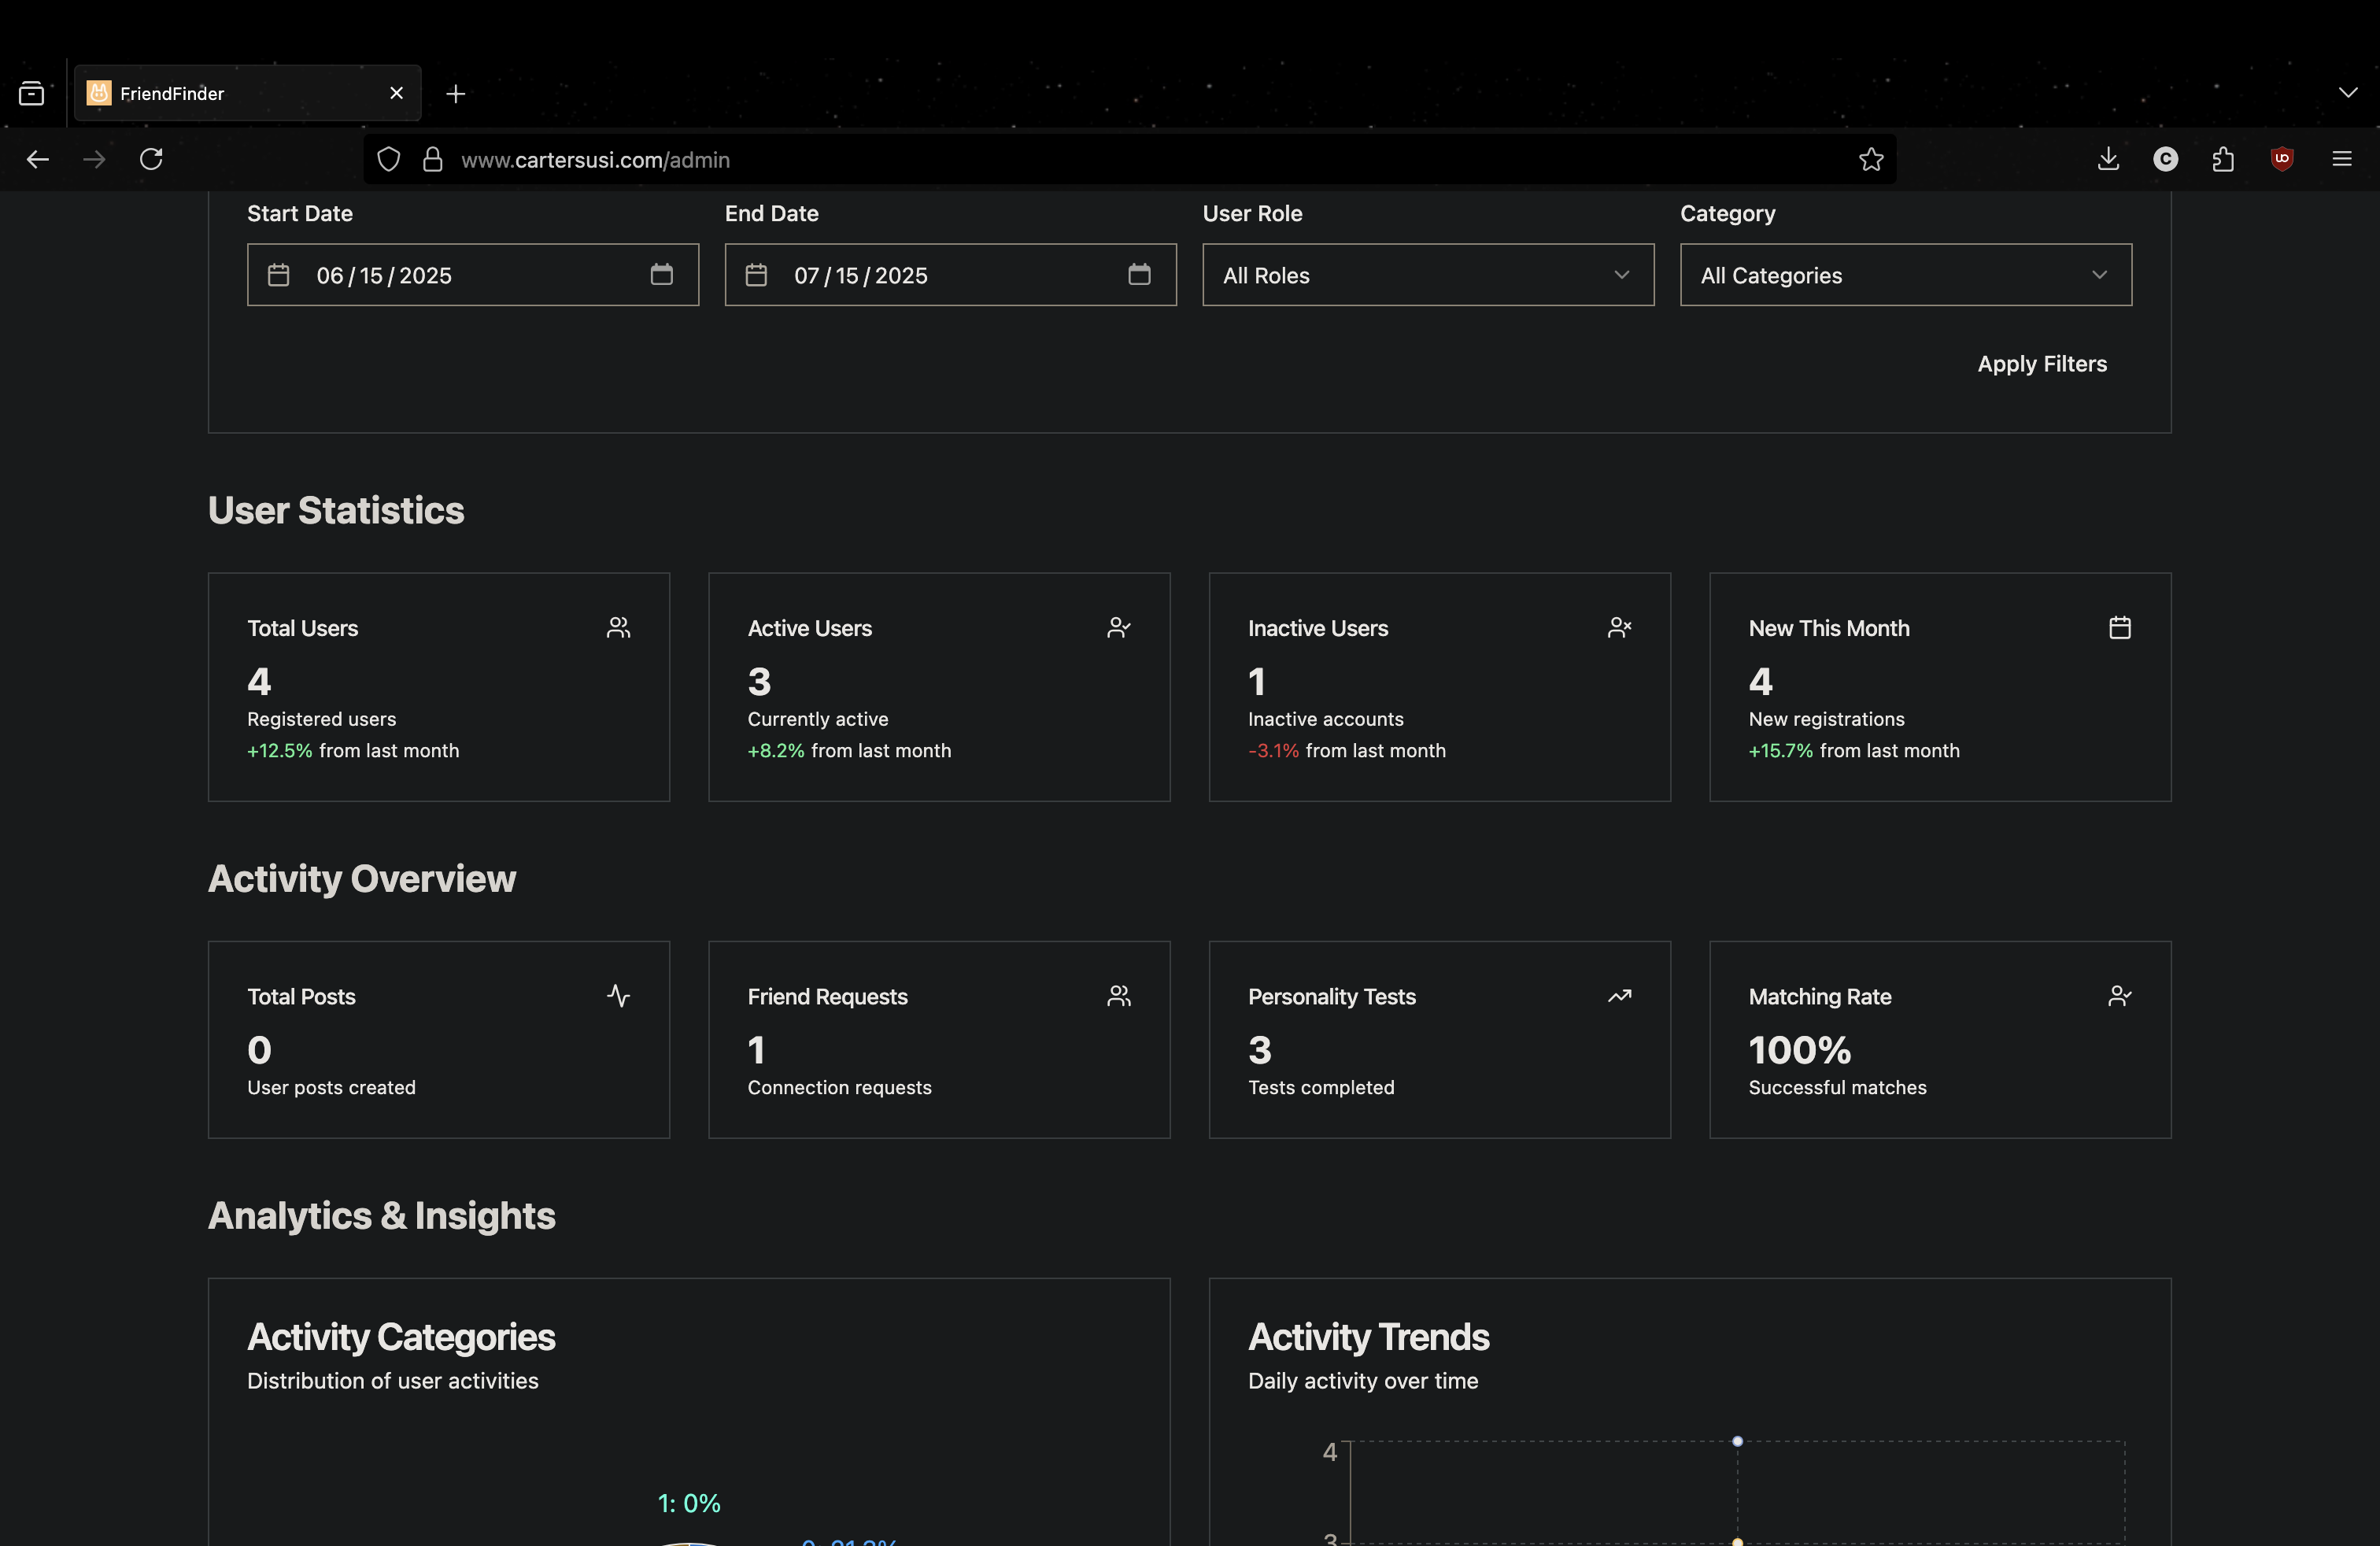 FriendFinder
www.cartersusi.com/admin
Start Date
End Date
User Role
Category
06/15/2025
07/15/2025
All Roles
All Categories
Apply Filters
User Statistics
Total Users
4
Registered users
+12.5% from last month
Active Users
3
Currently active
+8.2% from last month
Inactive Users
1
Inactive accounts
-3.1% from last month
New This Month
4
New registrations
+15.7% from last month
Activity Overview
Total Posts
0
User posts created
Friend Requests
1
Connection requests
Personality Tests
3
Tests completed
Matching Rate
100%
Successful matches
Analytics & Insights
Activity Categories
Distribution of user activities
1: 0%
Activity Trends
Daily activity over time
4
3